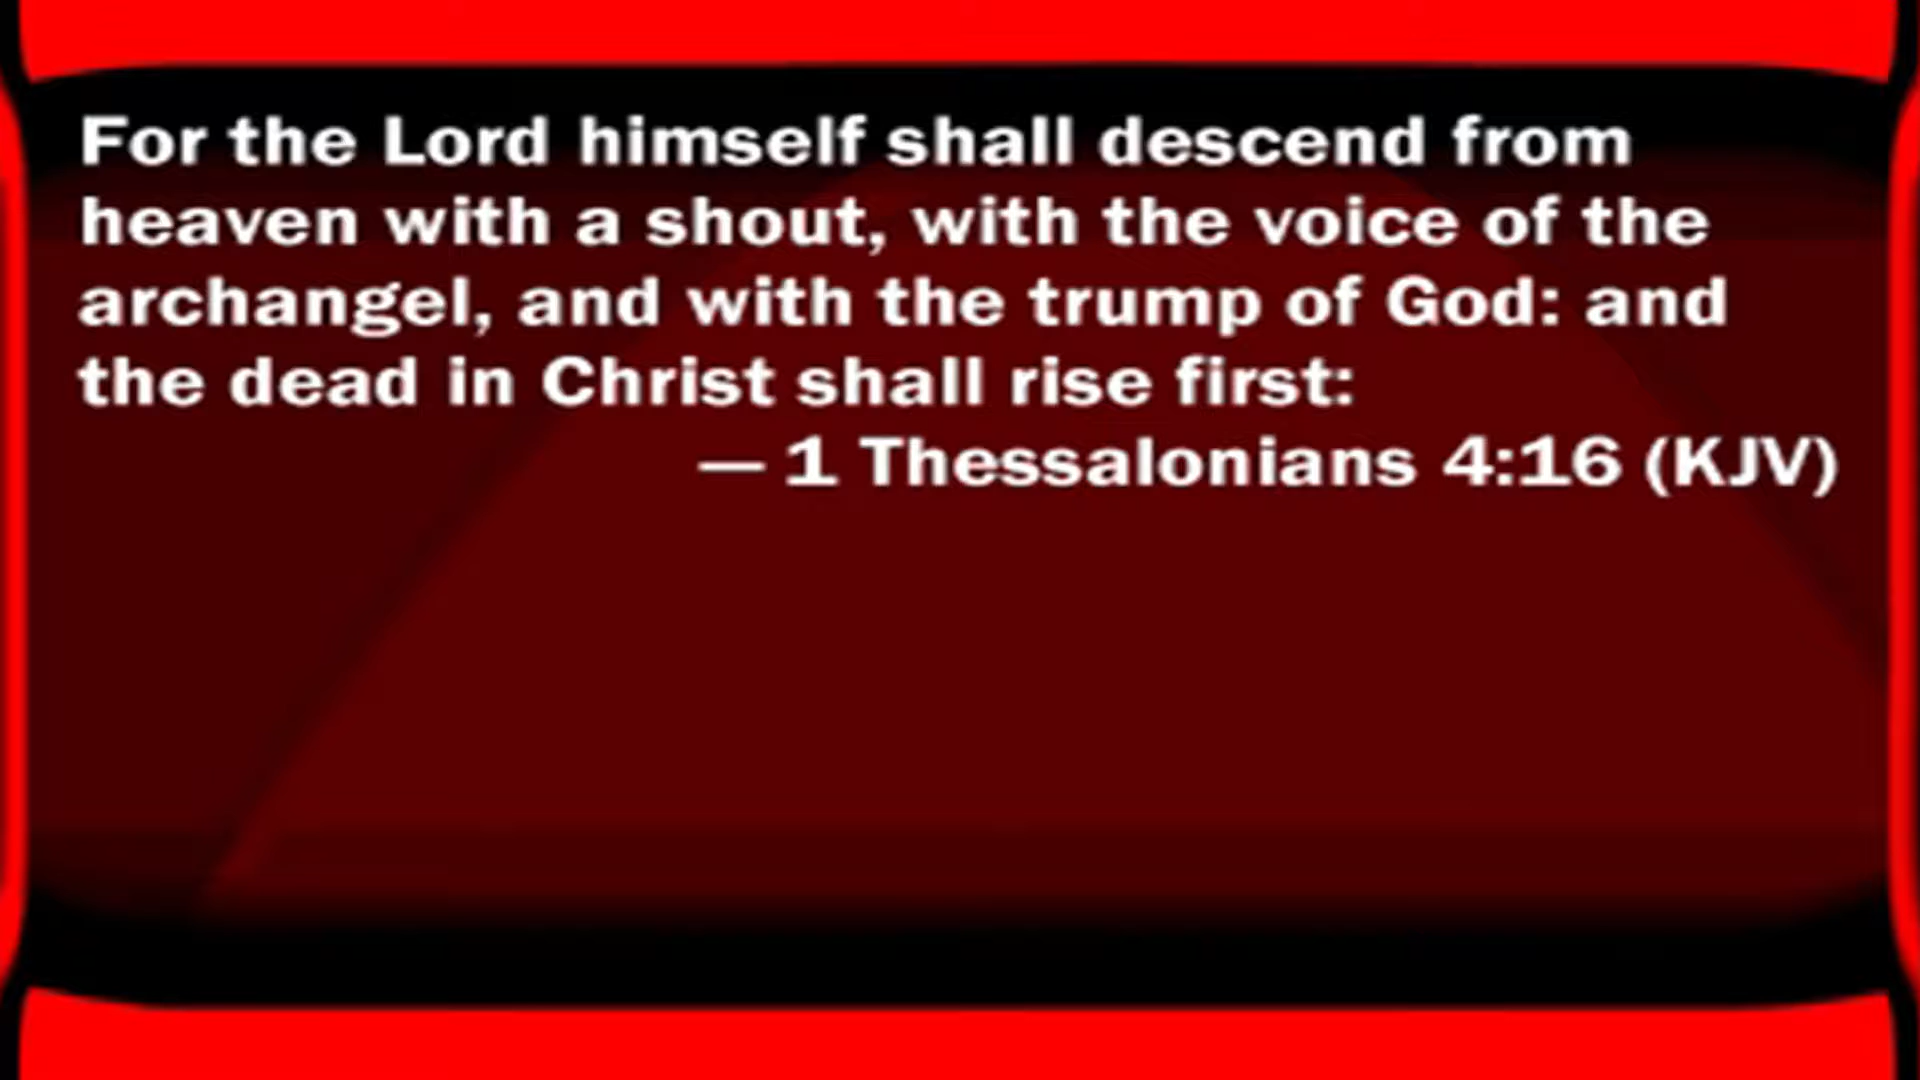 For the Lord himself shall descend from
heaven with a shout, with the voice of the
archangel, and with the trump of God: and
the dead in Christ shall rise first:
— 1 Thessalonians 4:16 (KJV)